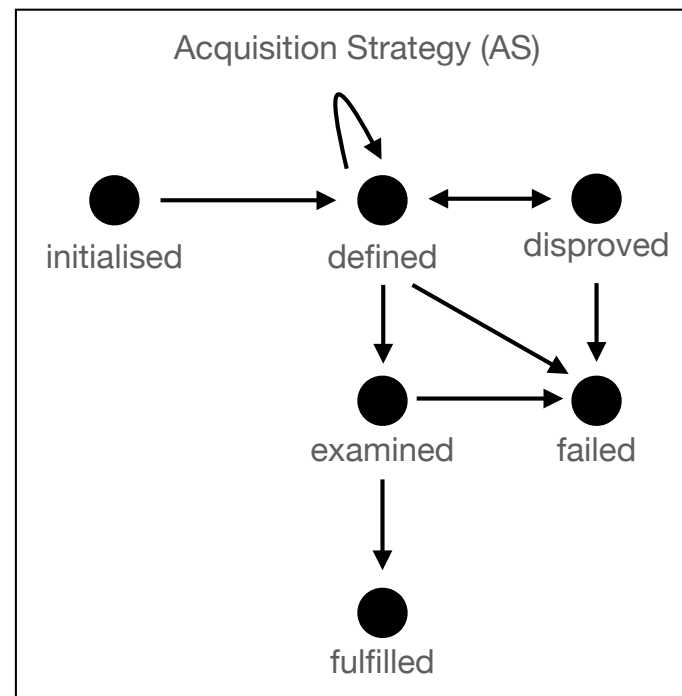 Acquisition Strategy (AS)
initialised
defined
disproved
examined
failed
fulfilled